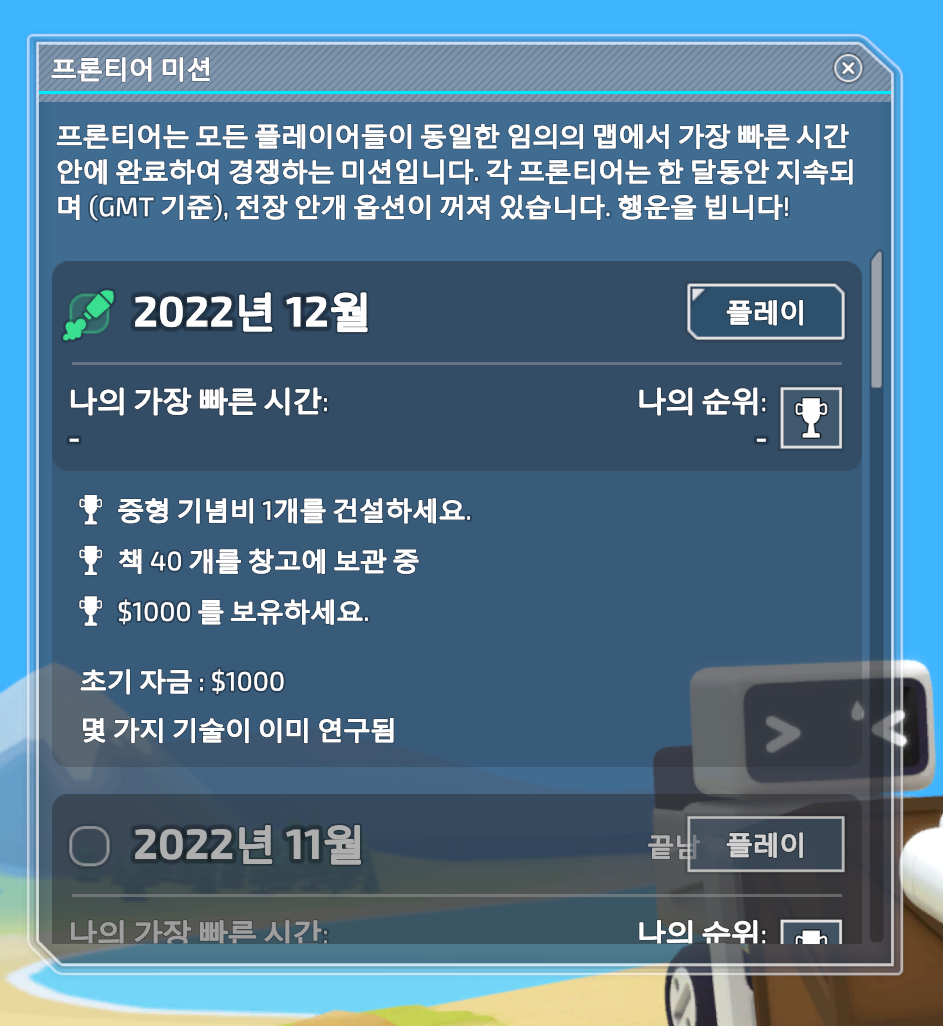 프론티어 미션
프론티어는 모든 플레이어들이 동일한 임의의 맵에서 가장 빠른 시간
안에 완료하여 경쟁하는 미션입니다. 각 프론티어는 한 달동안 지속되
며 (GMT 기준), 전장 안개 옵션이 꺼져 있습니다. 행운을 빕니다!
2022년 12월
플레이
나의 가장 빠른 시간:
나의 순위:
-
-
중형 기념비 1개를 건설하세요.
책 40 개를 창고에 보관 중
$1000 를 보유하세요.
초기 자금 : $1000
몇 가지 기술이 이미 연구됨
2022년 11월
끝남
플레이
나의 가장 빠른 시간:
나의 순위: